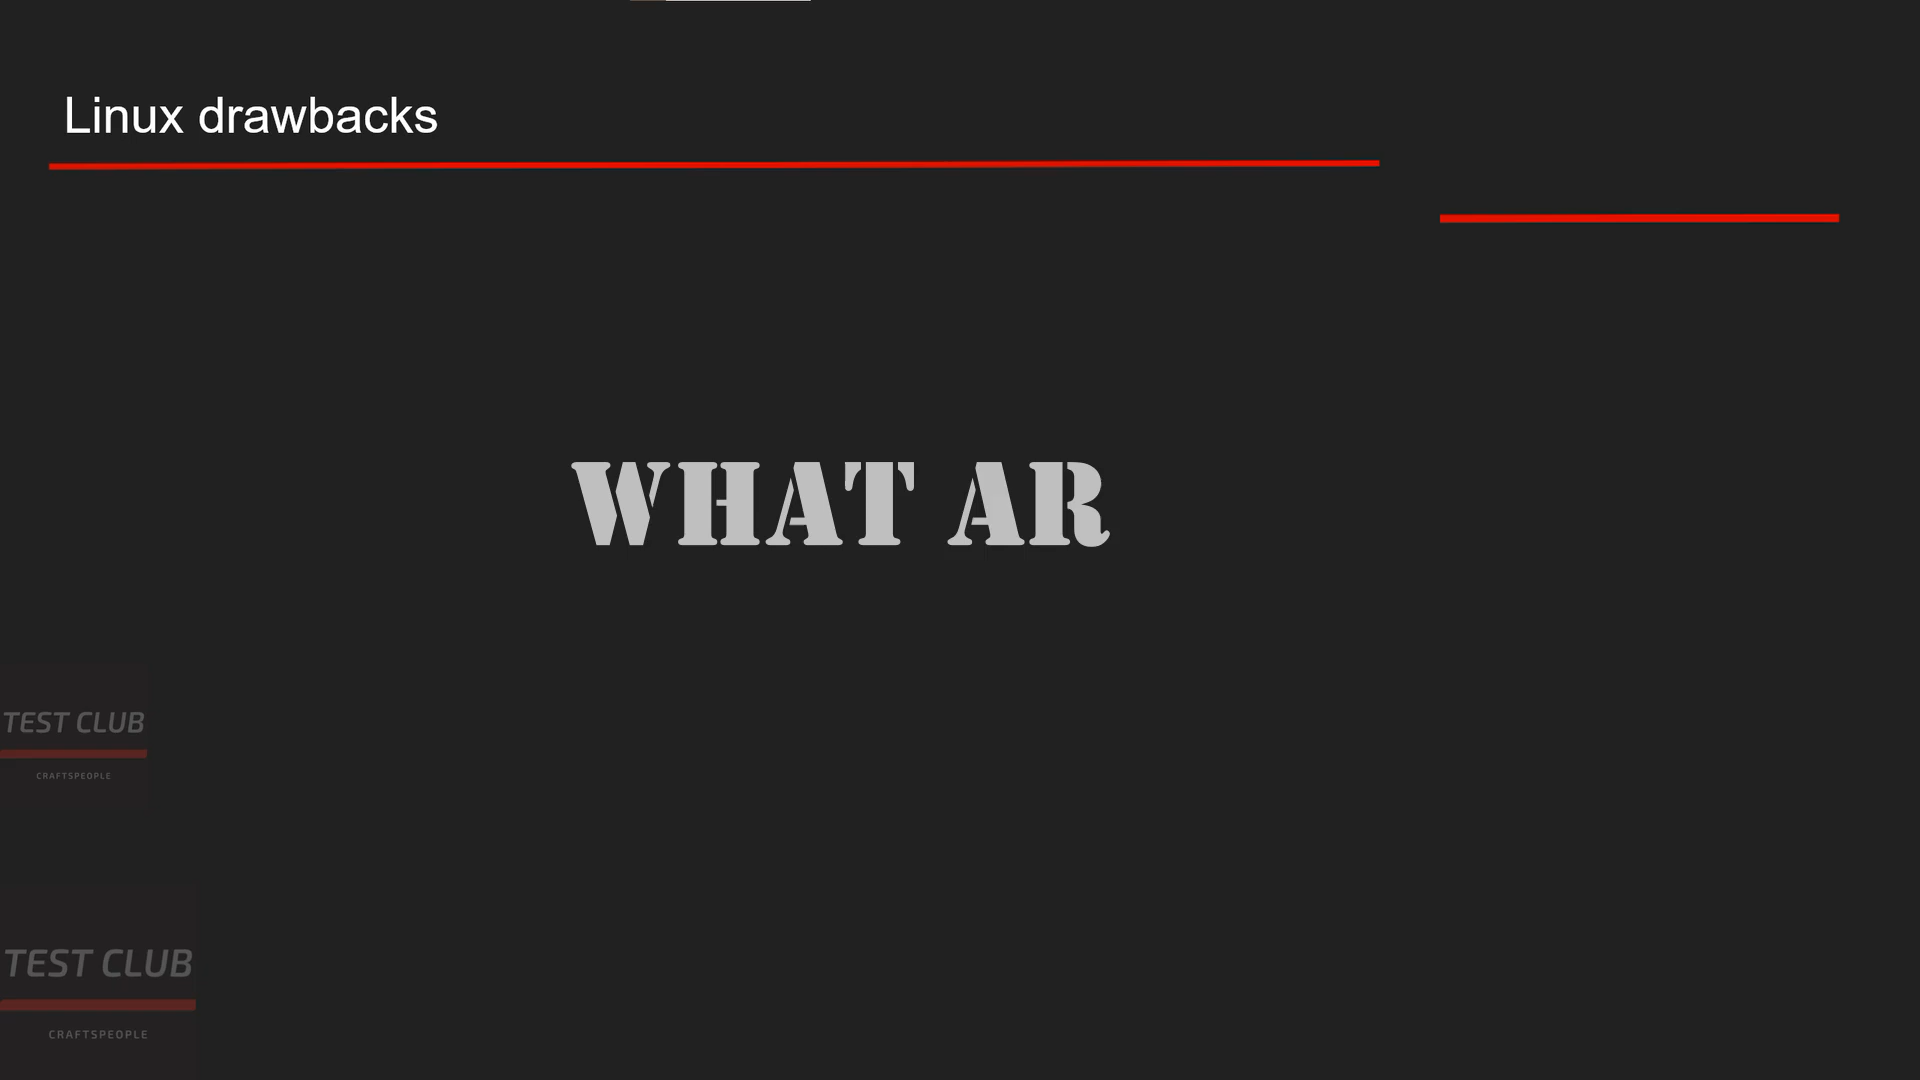 Linux drawbacks
WHAT AR
TEST CLUB
CRAFTSPEOPLE
TEST CLUB
CRAFTSPEOPLE